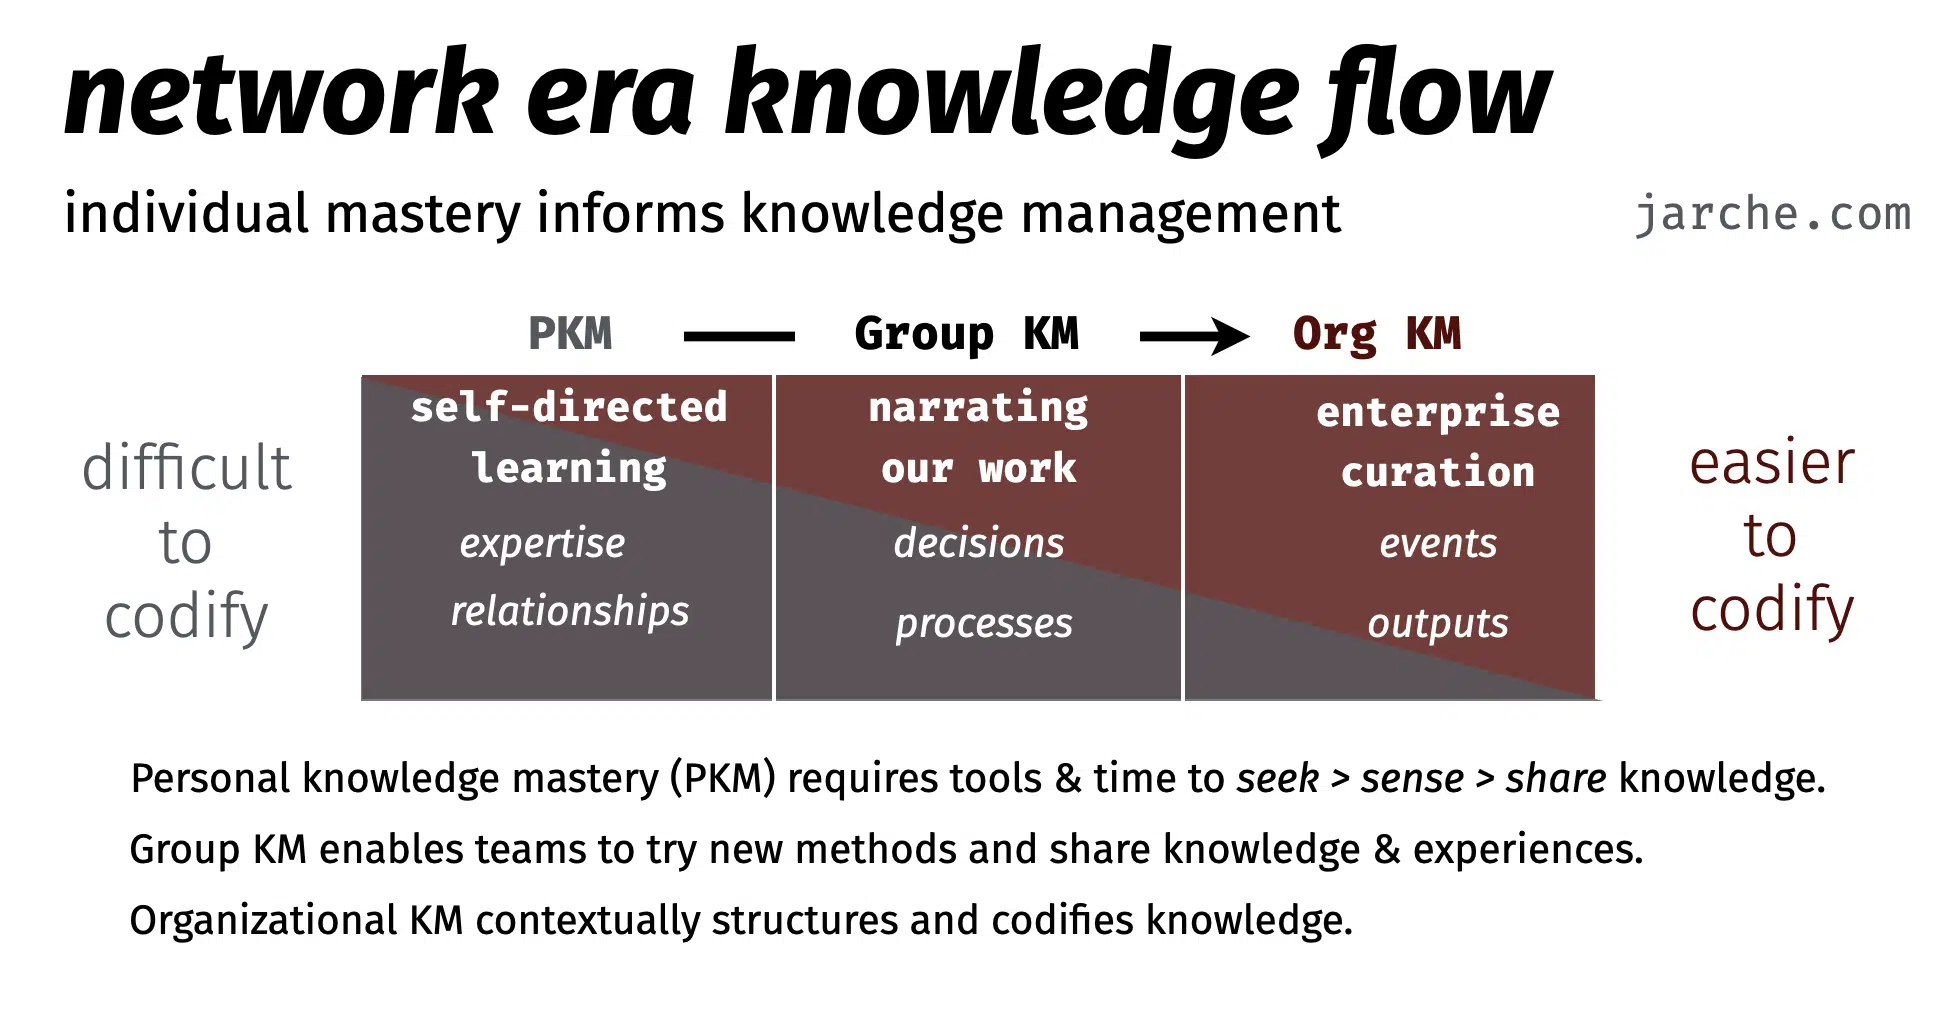 network era knowledge flow
individual mastery informs knowledge management
jarche.com
PKM
Group KM
Org KM
difficult
to
codify
self-directed
learning
expertise
relationships
narrating
our work
decisions
processes
enterprise
curation
events
outputs
easier
to
codify
Personal knowledge mastery (PKM) requires tools & time to seek > sense > share knowledge.
Group KM enables teams to try new methods and share knowledge & experiences.
Organizational KM contextually structures and codifies knowledge.